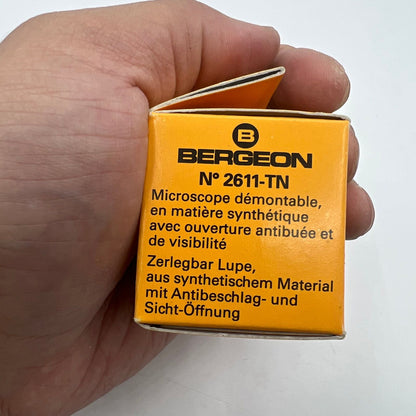 B
BERGEON
N° 2611-TN
Microscope démontable,
en matière synthétique
avec ouverture antibuée et
de visibilité
Zerlegbar Lupe,
aus synthetischem Material
mit Antibeschlag- und
Sicht-Öffnung